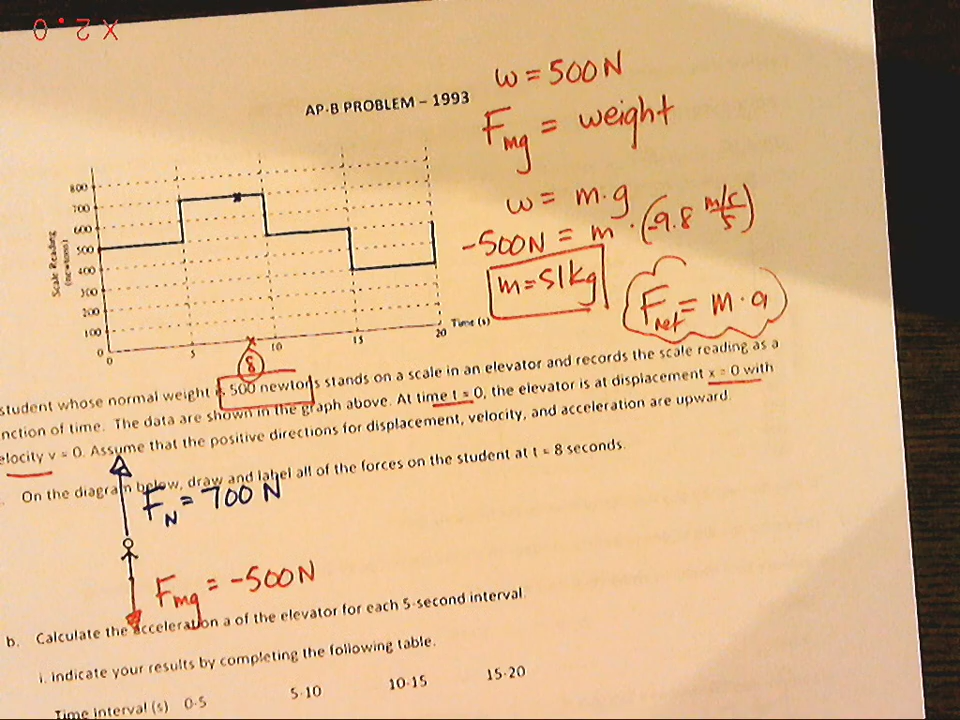 x 2.0
AP-B PROBLEM – 1993
w = 500N
Fmg = weight
w = m·g
-500N = m · (-9.8 m/s/s)
m = 51kg
Fnet = m·a
Scale Reading
(newtons)
800
700
600
500
400
300
200
100
0
0 5 10 15 20 Time (s)
8
student whose normal weight is 500 newtons stands on a scale in an elevator and records the scale reading as a
nction of time. The data are shown in the graph above. At time t = 0, the elevator is at displacement x = 0 with
elocity v = 0. Assume that the positive directions for displacement, velocity, and acceleration are upward.
. On the diagram below, draw and label all of the forces on the student at t = 8 seconds.
FN = 700 N
Fmg = -500N
b. Calculate the acceleration a of the elevator for each 5-second interval.
i. indicate your results by completing the following table.
Time interval (s) 0-5 5-10 10-15 15-20